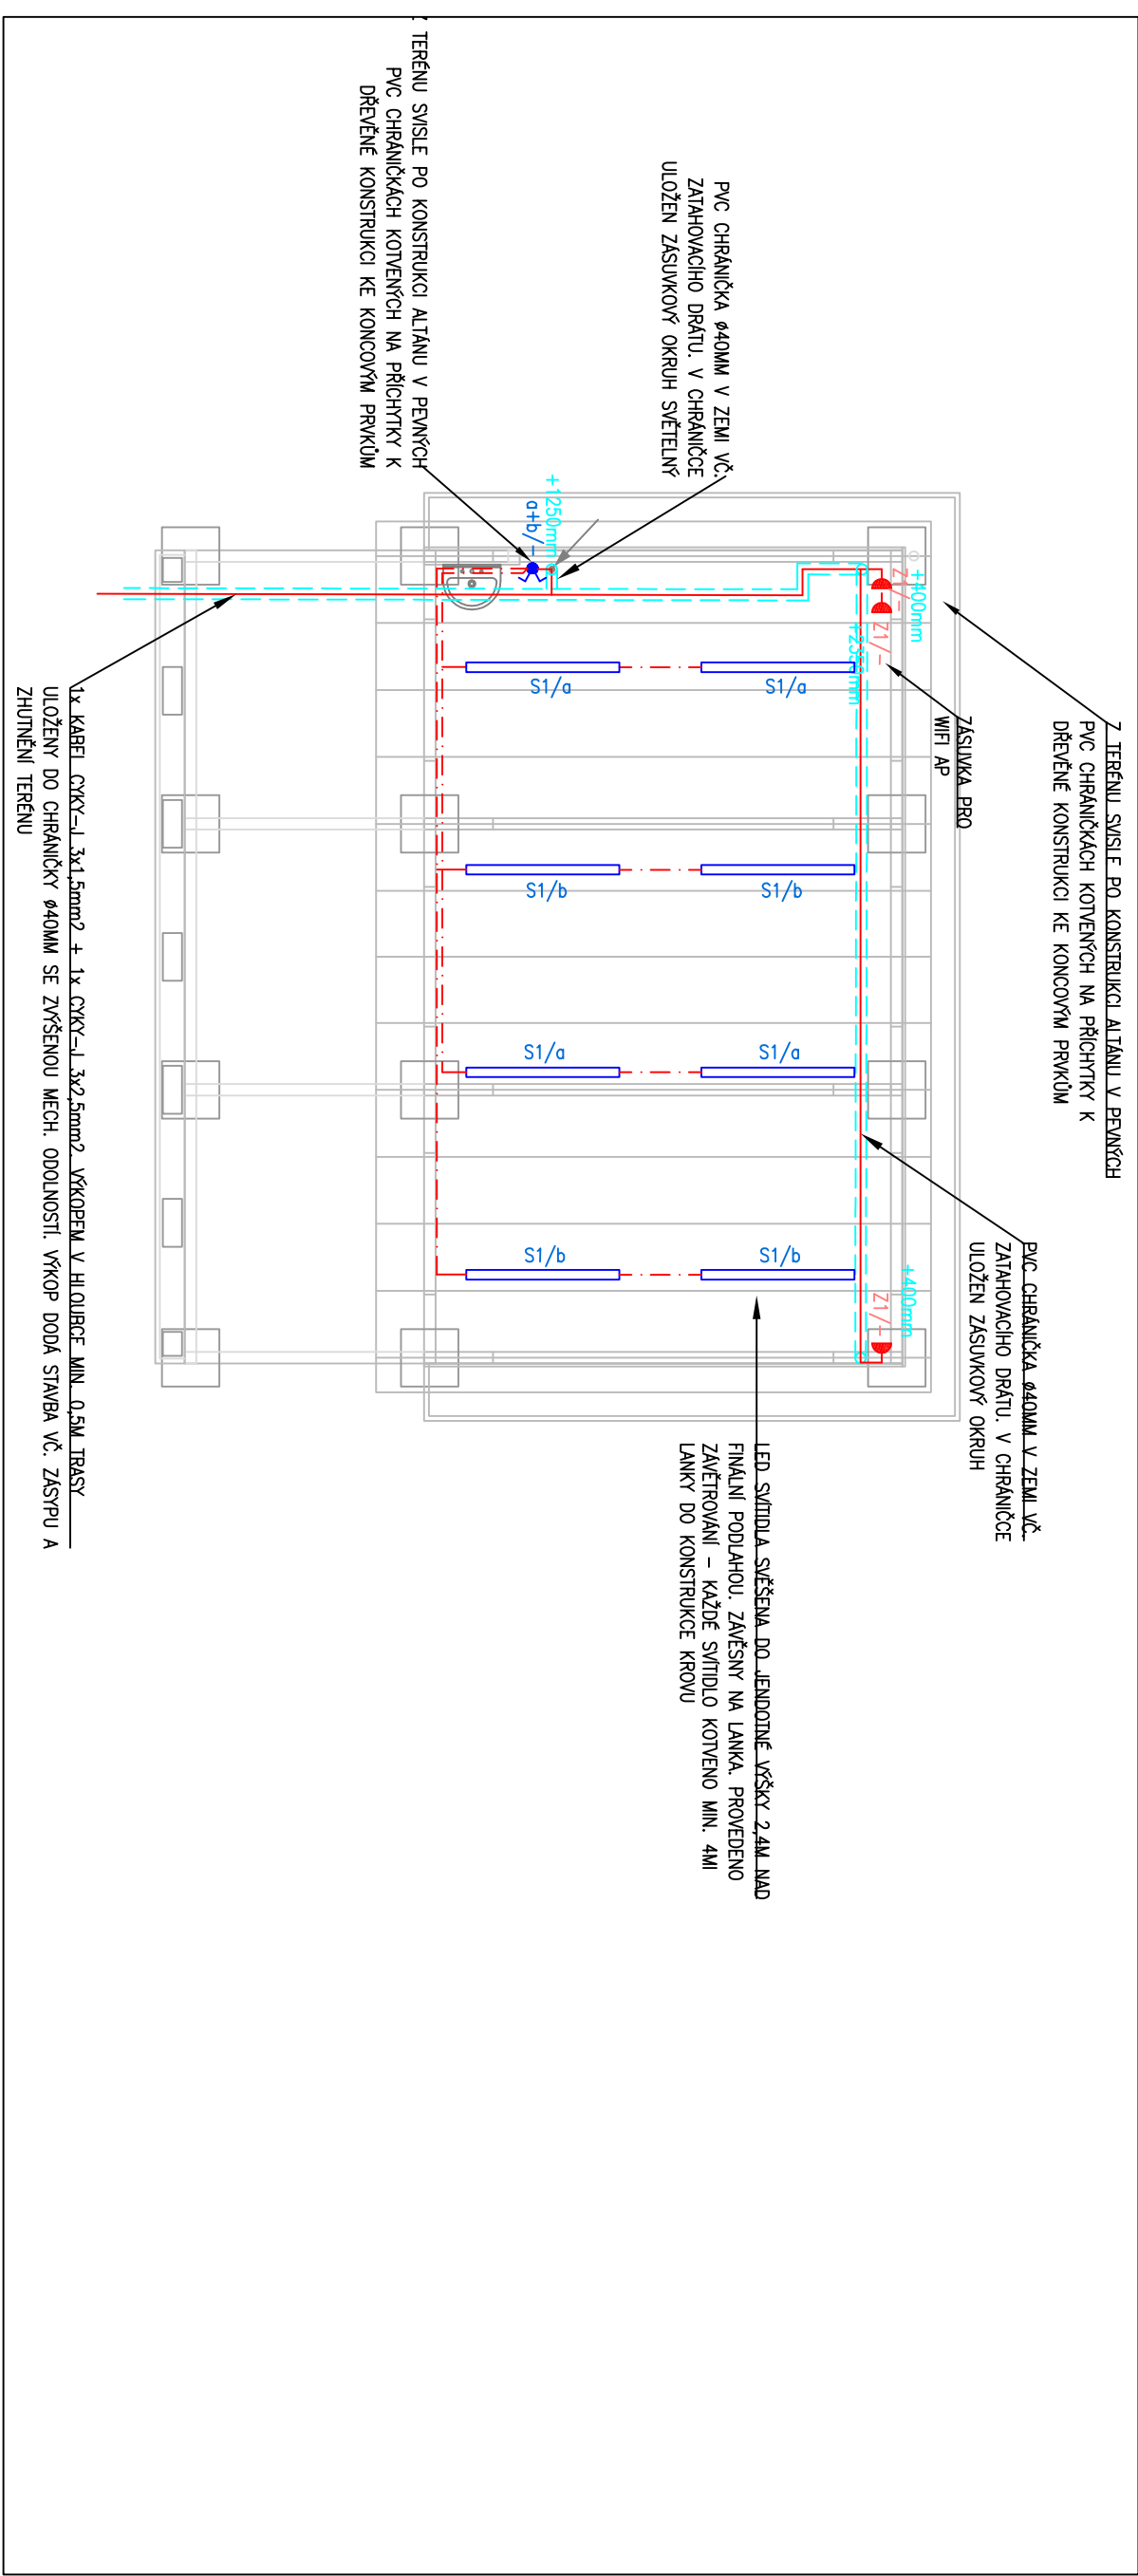 Z TERÉNU SVISLE PO KONSTRUKCI ALTÁNU V PEVNÝCH
PVC CHRÁNIČKÁCH KOTVENÝCH NA PŘÍCHYTKY K
DŘEVĚNÉ KONSTRUKCI KE KONCOVÝM PRVKŮM
PVC CHRÁNIČKA ø40MM V ZEMI VČ.
ZATAHOVACÍHO DRÁTU. V CHRÁNIČCE
ULOŽEN ZÁSUVKOVÝ OKRUH SVĚTELNÝ
Z TERÉNU SVISLE PO KONSTRUKCI ALTÁNU V PEVNÝCH
PVC CHRÁNIČKÁCH KOTVENÝCH NA PŘÍCHYTKY K
DŘEVĚNÉ KONSTRUKCI KE KONCOVÝM PRVKŮM
ZÁSUVKA PRO
WIFI AP
PVC CHRÁNIČKA ø40MM V ZEMI VČ.
ZATAHOVACÍHO DRÁTU. V CHRÁNIČCE
ULOŽEN ZÁSUVKOVÝ OKRUH
LED SVÍTIDLA SVĚŠENA DO JENDOTNÉ VÝŠKY 2,4M NAD
FINÁLNÍ PODLAHOU. ZÁVĚSNY NA LANKA. PROVEDENO
ZÁVĚTROVÁNÍ - KAŽDÉ SVÍTIDLO KOTVENO MIN. 4MI
LANKY DO KONSTRUKCE KROVU
1x KABEL CYKY-J 3x1,5mm2 + 1x CYKY-J 3x2,5mm2. VÝKOPEM V HLOUBCE MIN. 0,5M TRASY
ULOŽENY DO CHRÁNIČKY ø40MM SE ZVÝŠENOU MECH. ODOLNOSTÍ. VÝKOP DODÁ STAVBA VČ. ZÁSYPU A
ZHUTNĚNÍ TERÉNU
+400mm
Z1/-
Z1/-
+2350mm
+1250mm
a+b/-
S1/a
S1/a
S1/b
S1/b
S1/a
S1/a
S1/b
S1/b
+400mm
Z1/-